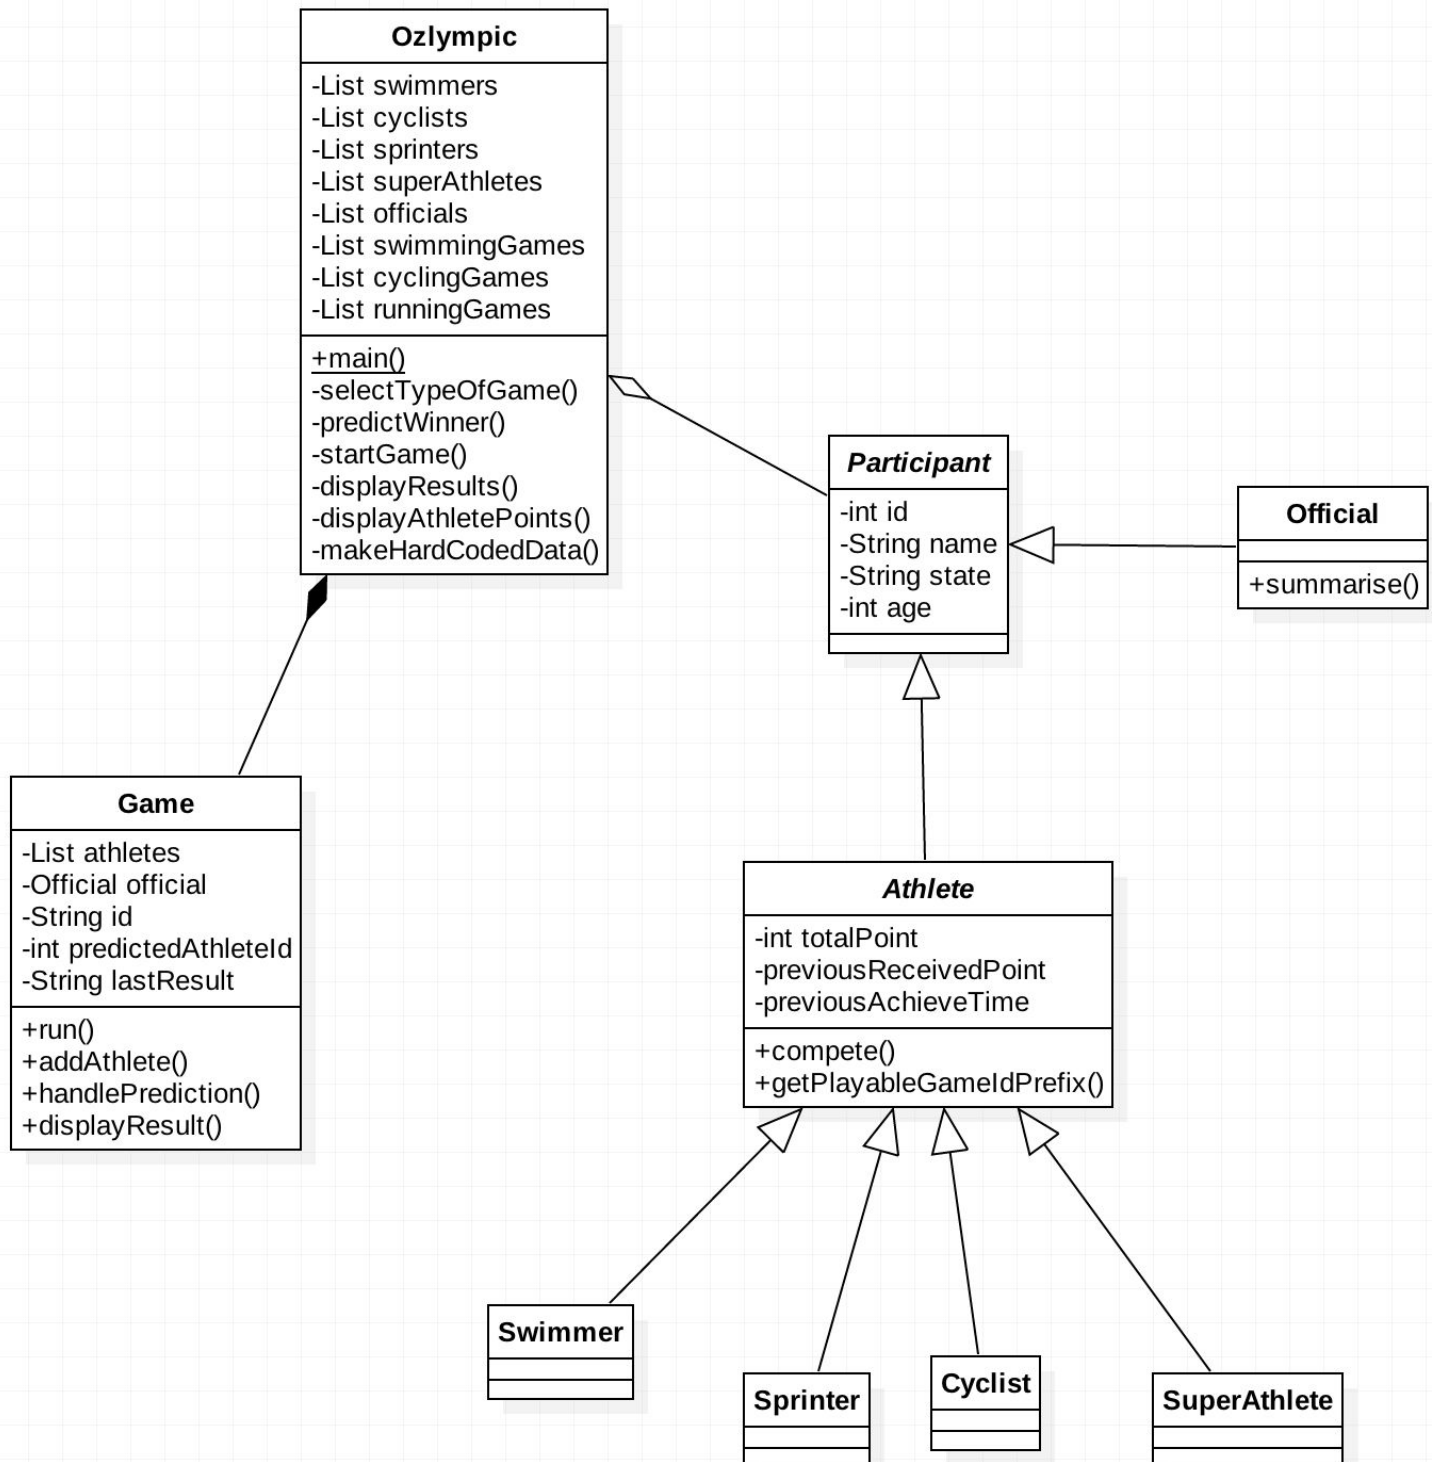 Ozlympic
-List swimmers
-List cyclists
-List sprinters
-List superAthletes
-List officials
-List swimmingGames
-List cyclingGames
-List runningGames
+main()
-selectTypeOfGame()
-predictWinner()
-startGame()
-displayResults()
-displayAthletePoints()
-makeHardCodedData()
Participant
-int id
-String name
-String state
-int age
Official
+summarise()
Game
-List athletes
-Official official
-String id
-int predictedAthleteId
-String lastResult
+run()
+addAthlete()
+handlePrediction()
+displayResult()
Athlete
-int totalPoint
-previousReceivedPoint
-previousAchieveTime
+compete()
+getPlayableGameIdPrefix()
Swimmer
Sprinter
Cyclist
SuperAthlete